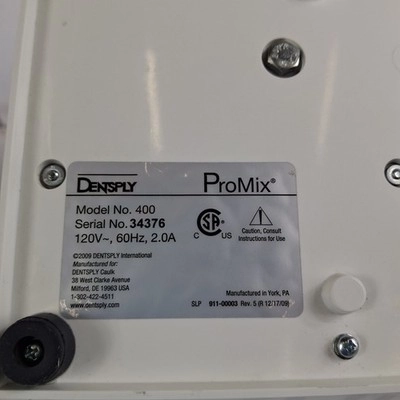 DENTSPLY
ProMix®
Model No. 400
Serial No. 34376
120V~, 60Hz, 2.0A
C US
Caution, Consult
Instructions for Use
©2009 DENTSPLY International
Manufactured for:
DENTSPLY Caulk
38 West Clarke Avenue
Milford, DE 19963 USA
1-302-422-4511
www.dentsply.com
Manufactured in York, PA
SLP 911-00003 Rev. 5 (R 12/17/09)